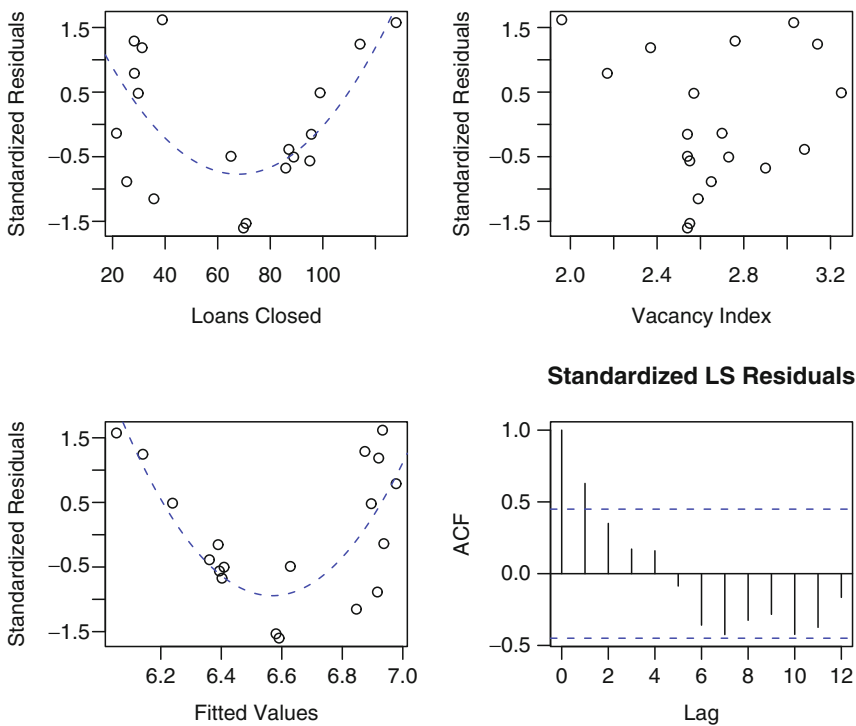 Standardized Residuals
1.5
0.5
−0.5
−1.5
20 40 60 80 100
Loans Closed
Standardized Residuals
1.5
0.5
−0.5
−1.5
2.0 2.4 2.8 3.2
Vacancy Index
Standardized Residuals
1.5
0.5
−0.5
−1.5
6.2 6.4 6.6 6.8 7.0
Fitted Values
Standardized LS Residuals
ACF
1.0
0.5
0.0
−0.5
0 2 4 6 8 10 12
Lag